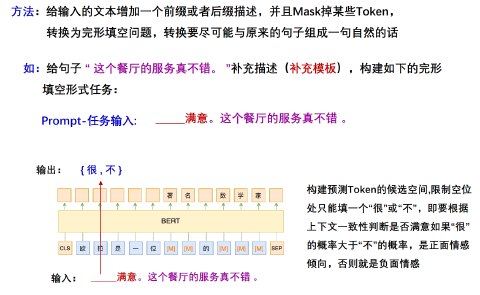 方法：给输入的文本增加一个前缀或者后缀描述，并且Mask掉某些Token，
转换为完形填空问题，转换要尽可能与原来的句子组成一句自然的话
如：给句子 “ 这个餐厅的服务真不错。 ”补充描述（补充模板），构建如下的完形
填空形式任务：
Prompt-任务输入: _____满意。这个餐厅的服务真不错 。
输出： { 很 , 不 }
著 名 数 学 家
BERT
CLS 欧 拉 是 一 位 [M] [M] 的 [M] [M] [M] SEP
输入： _____满意。这个餐厅的服务真不错 。
构建预测Token的候选空间,限制空位
处只能填一个“很”或“不”，即要根据
上下文一致性判断是否满意如果“很”
的概率大于“不”的概率，是正面情感
倾向，否则就是负面情感